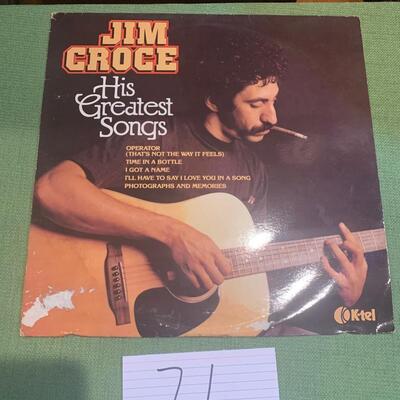 JIM
CROCE
His
Greatest
Songs
OPERATOR
(THAT'S NOT THE WAY IT FEELS)
TIME IN A BOTTLE
I GOT A NAME
I'LL HAVE TO SAY I LOVE YOU IN A SONG
PHOTOGRAPHS AND MEMORIES
K-tel
71